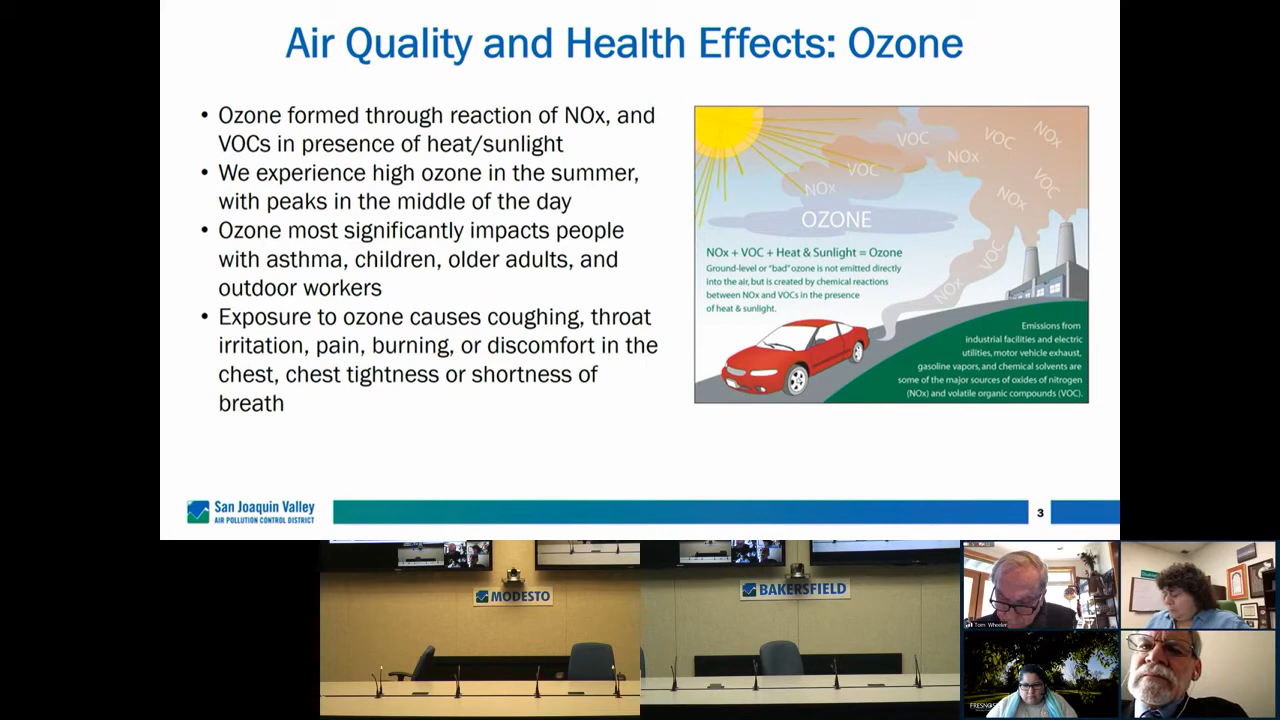 Air Quality and Health Effects: Ozone
• Ozone formed through reaction of NOx, and
VOCs in presence of heat/sunlight
• We experience high ozone in the summer,
with peaks in the middle of the day
• Ozone most significantly impacts people
with asthma, children, older adults, and
outdoor workers
• Exposure to ozone causes coughing, throat
irritation, pain, burning, or discomfort in the
chest, chest tightness or shortness of
breath
VOC
VOC
NOx
NOx
VOC
VOC
NOx
NOx
OZONE
VOC
NOx
NOx + VOC + Heat & Sunlight = Ozone
Ground-level or "bad" ozone is not emitted directly
into the air, but is created by chemical reactions
between NOx and VOCs in the presence
of heat & sunlight.
Emissions from
industrial facilities and electric
utilities, motor vehicle exhaust,
gasoline vapors, and chemical solvents are
some of the major sources of oxides of nitrogen
(NOx) and volatile organic compounds (VOC).
San Joaquin Valley
AIR POLLUTION CONTROL DISTRICT
3
MODESTO
BAKERSFIELD
Tom Wheeler